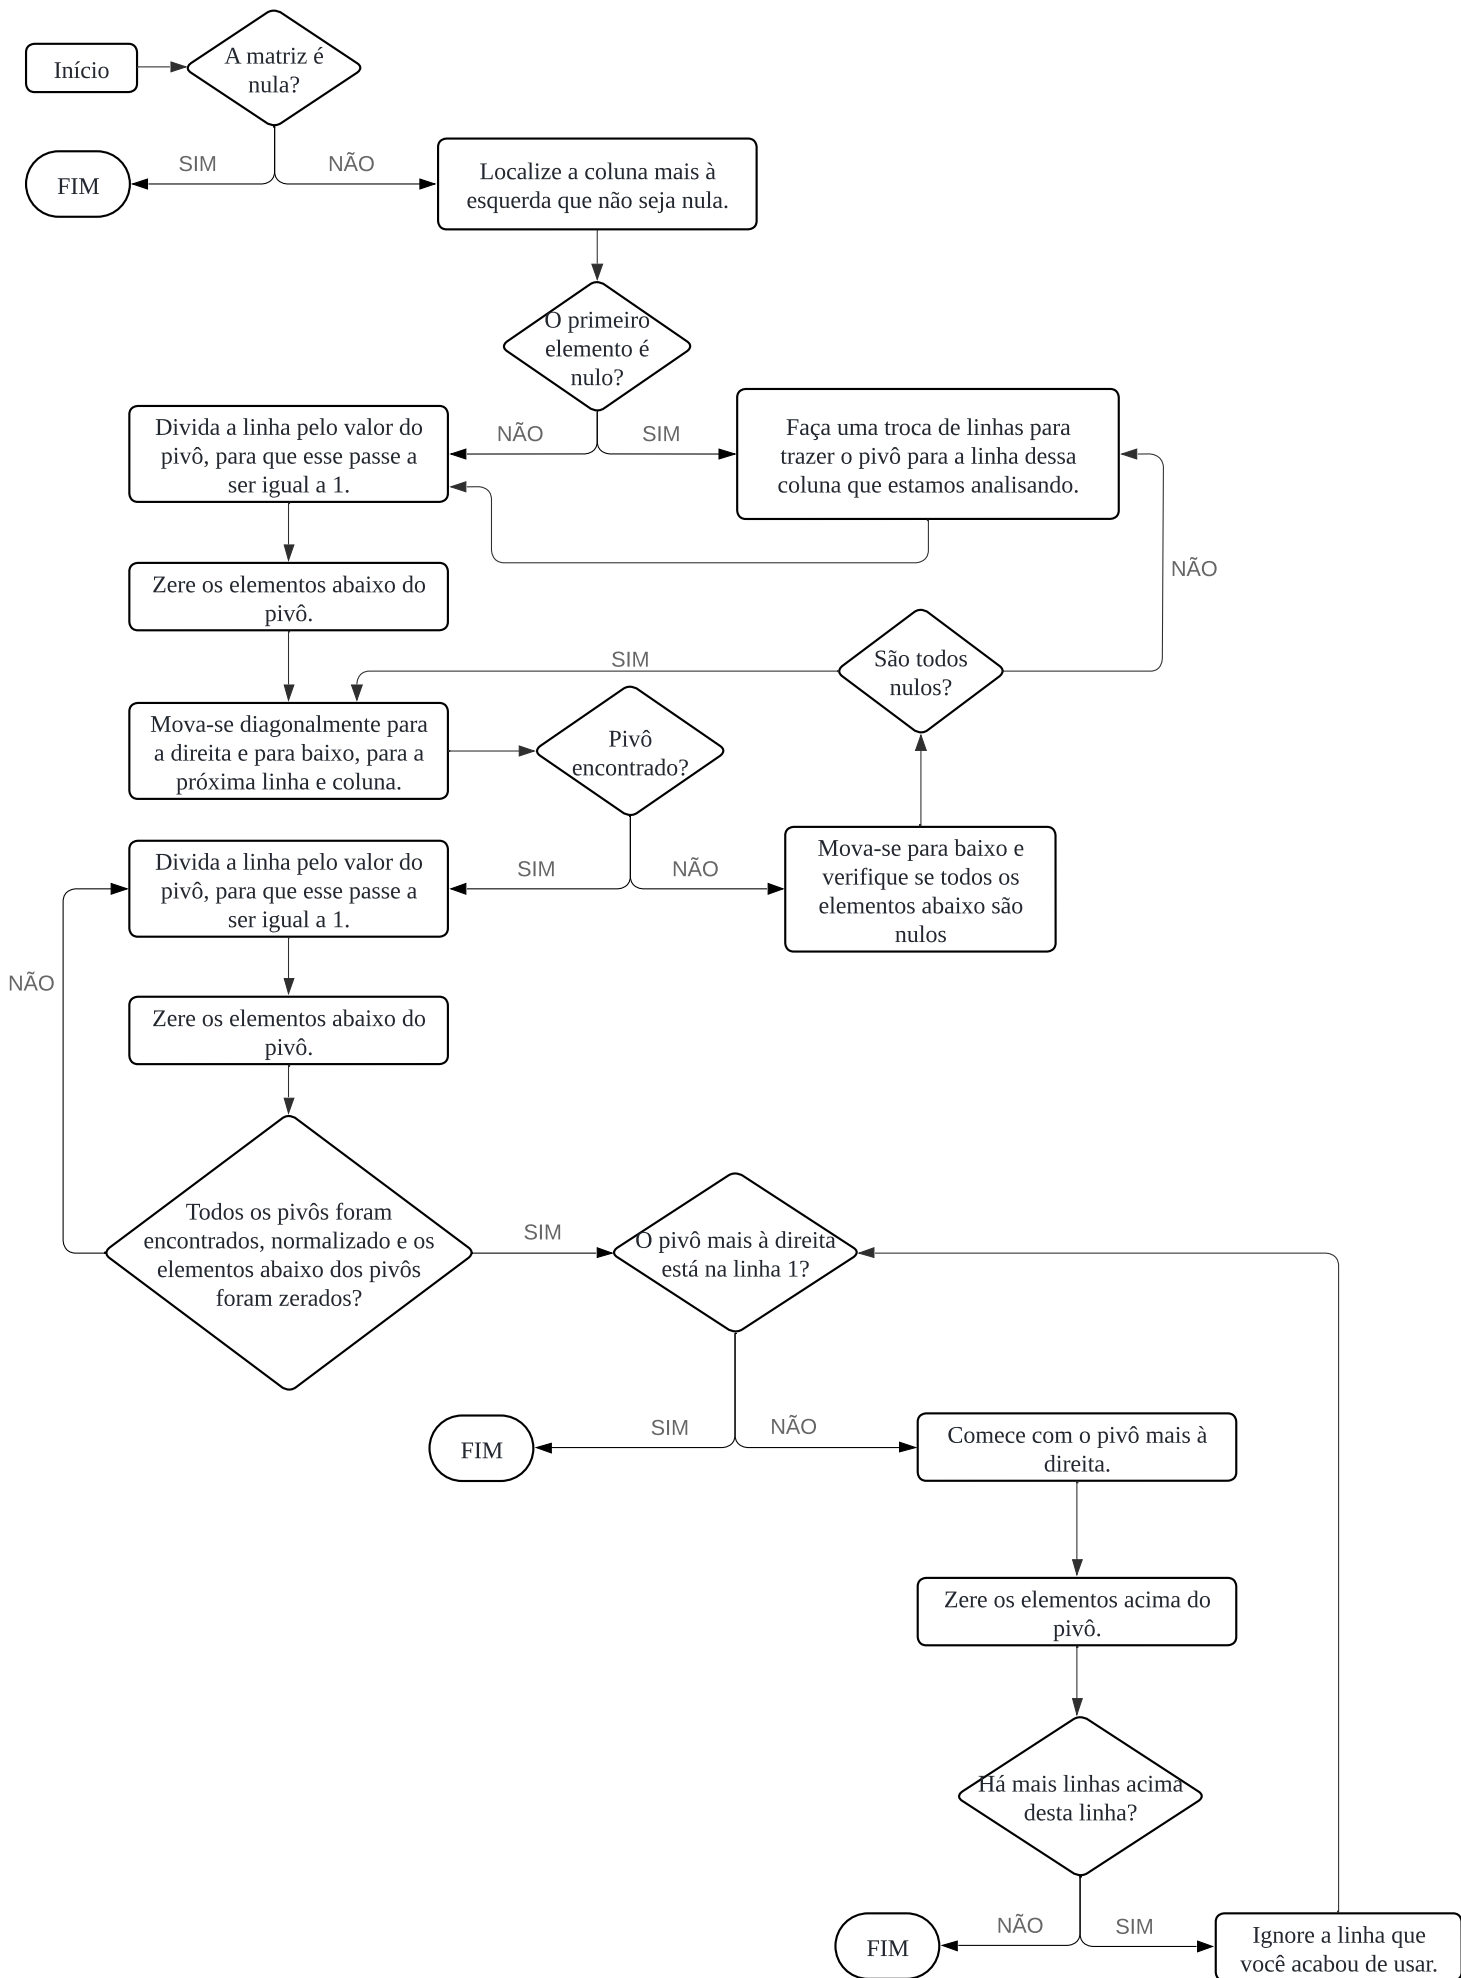 Início
A matriz é
nula?
SIM
NÃO
FIM
Localize a coluna mais à
esquerda que não seja nula.
O primeiro
elemento é
nulo?
NÃO
SIM
Divida a linha pelo valor do
pivô, para que esse passe a
ser igual a 1.
Faça uma troca de linhas para
trazer o pivô para a linha dessa
coluna que estamos analisando.
NÃO
Zere os elementos abaixo do
pivô.
SIM
São todos
nulos?
Mova-se diagonalmente para
a direita e para baixo, para a
próxima linha e coluna.
Pivô
encontrado?
SIM
NÃO
Divida a linha pelo valor do
pivô, para que esse passe a
ser igual a 1.
Mova-se para baixo e
verifique se todos os
elementos abaixo são
nulos
NÃO
Zere os elementos abaixo do
pivô.
Todos os pivôs foram
encontrados, normalizado e os
elementos abaixo dos pivôs
foram zerados?
SIM
O pivô mais à direita
está na linha 1?
SIM
NÃO
FIM
Comece com o pivô mais à
direita.
Zere os elementos acima do
pivô.
Há mais linhas acima
desta linha?
NÃO
SIM
FIM
Ignore a linha que
você acabou de usar.